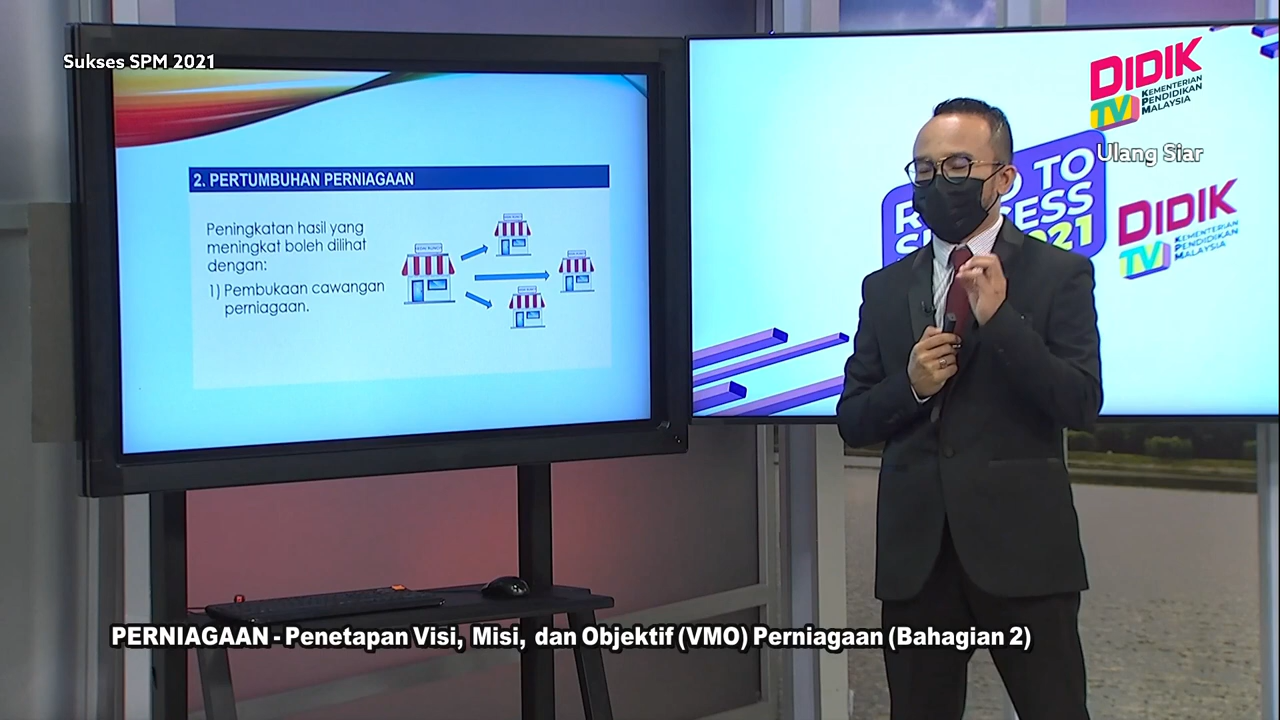 Sukses SPM 2021
2. PERTUMBUHAN PERNIAGAAN
Peningkatan hasil yang
meningkat boleh dilihat
dengan:
1) Pembukaan cawangan
perniagaan.
DIDIK
TV
KEMENTERIAN
PENDIDIKAN
MALAYSIA
Ulang Siar
TO
DIDIK
TV
KEMENTERIAN
PENDIDIKAN
MALAYSIA
PERNIAGAAN - Penetapan Visi, Misi, dan Objektif (VMO) Perniagaan (Bahagian 2)